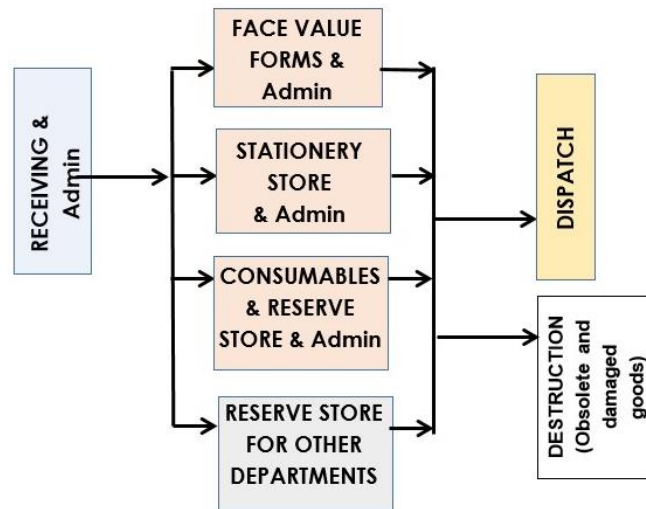 RECEIVING &
Admin
FACE VALUE
FORMS &
Admin
STATIONERY
STORE
& Admin
CONSUMABLES
& RESERVE
STORE & Admin
RESERVE STORE
FOR OTHER
DEPARTMENTS
DISPATCH
DESTRUCTION
(Obsolete and
damaged
goods)